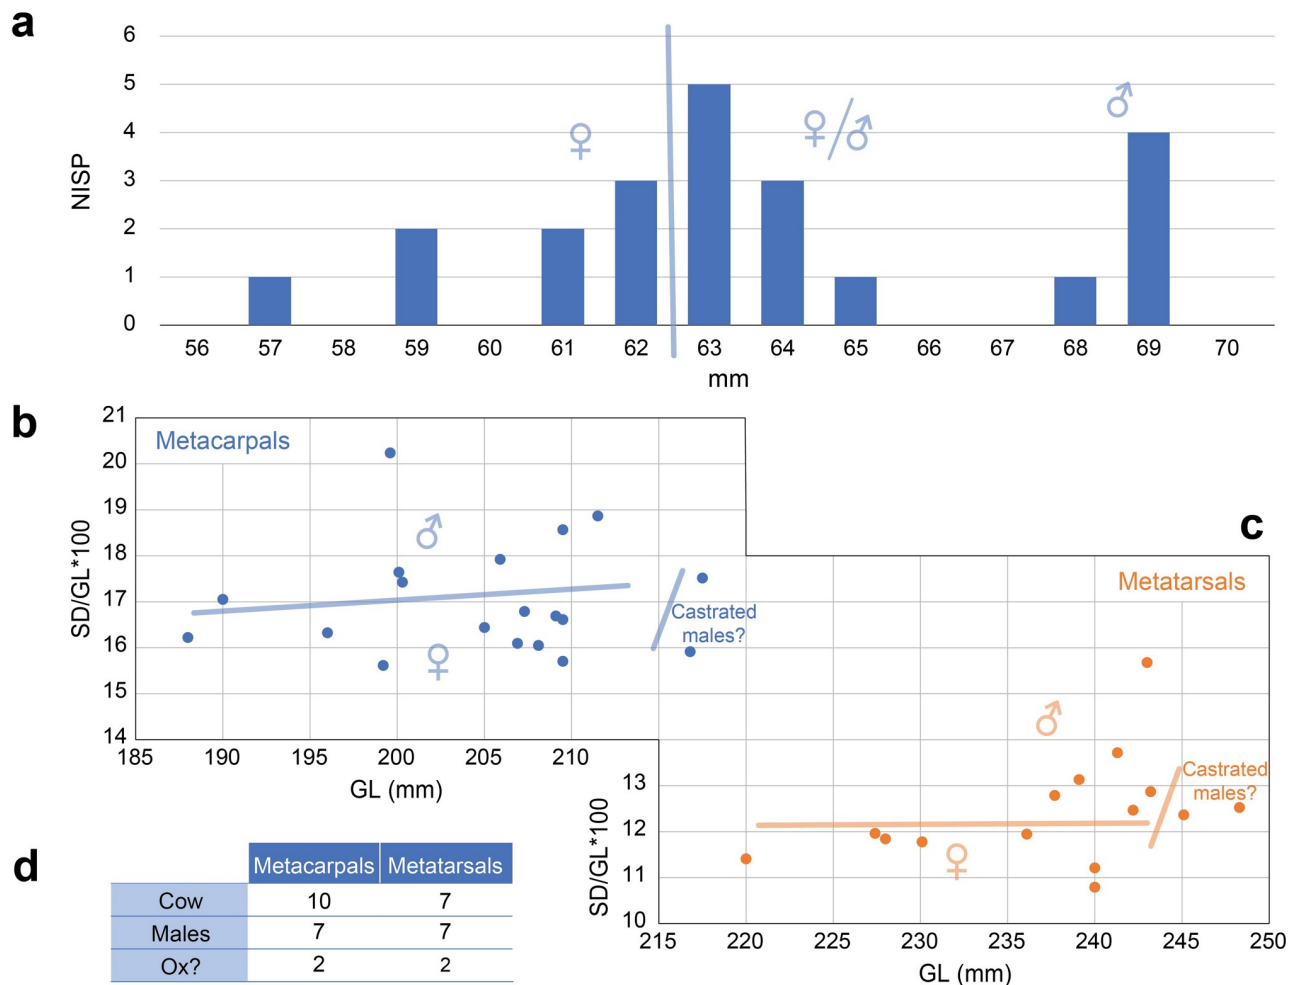 a
6
5
4
3
2
1
0
NISP
♀
♀/♂
♂
56 57 58 59 60 61 62 63 64 65 66 67 68 69 70
mm
b
21
20
19
18
17
16
15
14
SD/GL*100
Metacarpals
♂
♀
Castrated
males?
185 190 195 200 205 210
GL (mm)
c
Metatarsals
♂
♀
Castrated
males?
13
12
11
10
SD/GL*100
215 220 225 230 235 240 245 250
GL (mm)
d
Metacarpals Metatarsals
Cow 10 7
Males 7 7
Ox? 2 2